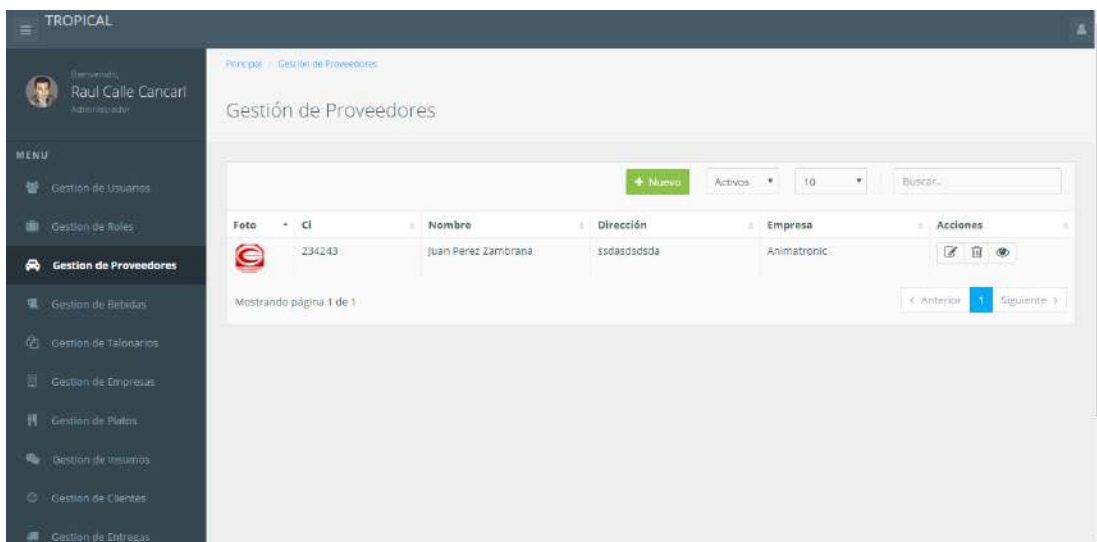 TROPICAL
Bienvenido,
Raul Calle Cancari
Administrador
MENU
Gestion de Usuarios
Gestion de Roles
Gestion de Proveedores
Gestion de Bebidas
Gestion de Talonarios
Gestion de Empresas
Gestion de Platos
Gestion de Insumos
Gestion de Clientes
Gestion de Entregas
Principal / Gestión de Proveedores
Gestión de Proveedores
+ Nuevo Activos 10 Buscar...
Foto Ci Nombre Dirección Empresa Acciones
234243 Juan Perez Zambrana ssdasdsdsda Animatronic
Mostrando página 1 de 1
< Anterior 1 Siguiente >